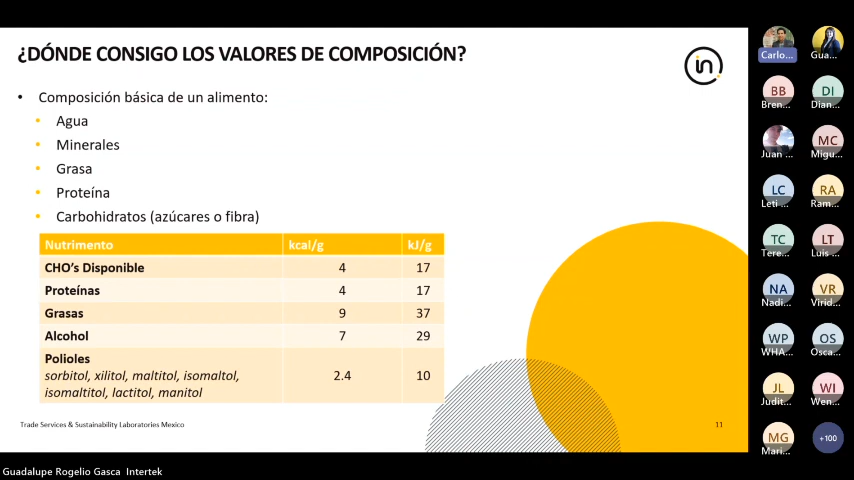 ¿DÓNDE CONSIGO LOS VALORES DE COMPOSICIÓN?
in
• Composición básica de un alimento:
• Agua
• Minerales
• Grasa
• Proteína
• Carbohidratos (azúcares o fibra)
Nutrimento kcal/g kJ/g
CHO's Disponible 4 17
Proteínas 4 17
Grasas 9 37
Alcohol 7 29
Polioles
sorbitol, xilitol, maltitol, isomaltol, 2.4 10
isomaltitol, lactitol, manitol
Trade Services & Sustainability Laboratories Mexico
11
Carlo... Gua...
BB DI
Bren... Dian...
MC
Juan ... Migu...
LC RA
Leti ... Ram...
TC LT
Tere... Luis ...
NA VR
Nadi... Virid...
WP OS
WHA... Osca...
JL WI
Judit... Wen...
MG +100
Mari...
Guadalupe Rogelio Gasca Intertek